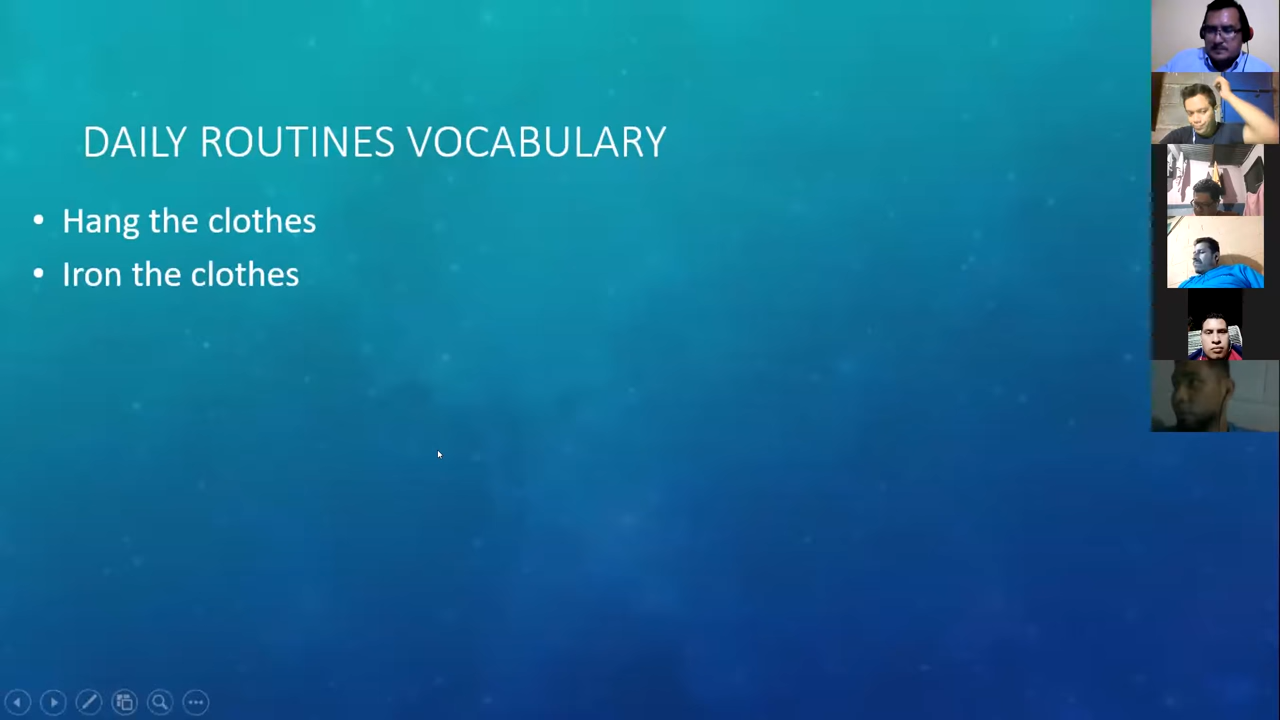 DAILY ROUTINES VOCABULARY
• Hang the clothes
• Iron the clothes